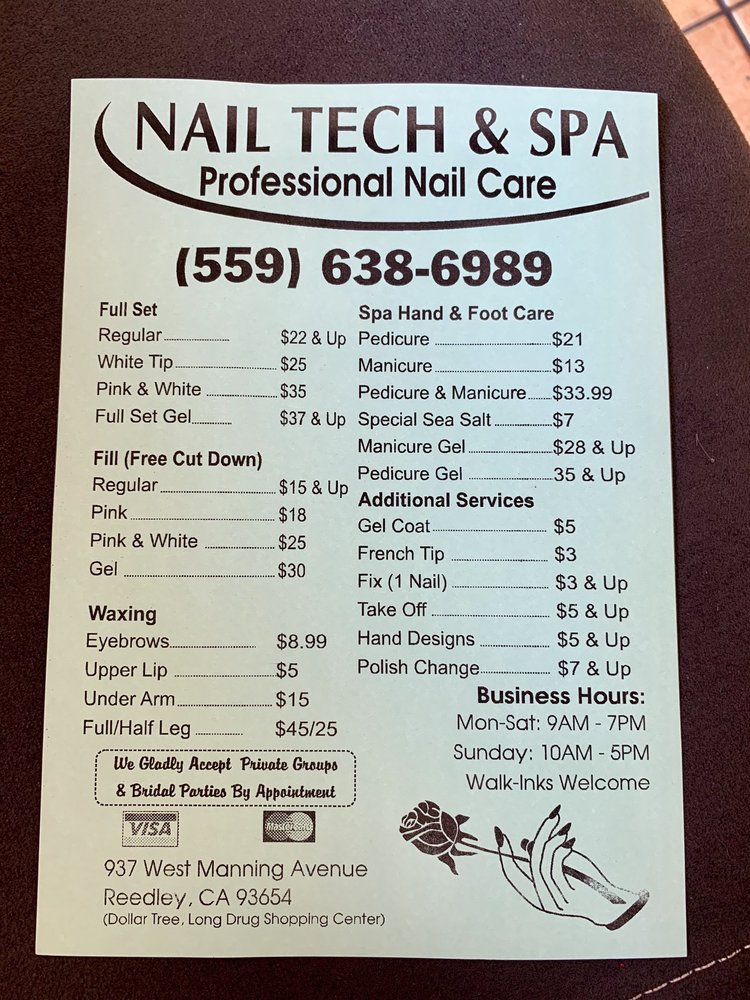 NAIL TECH & SPA
Professional Nail Care
(559) 638-6989
Full Set
Regular $22 & Up
White Tip $25
Pink & White $35
Full Set Gel $37 & Up
Fill (Free Cut Down)
Regular $15 & Up
Pink $18
Pink & White $25
Gel $30
Waxing
Eyebrows $8.99
Upper Lip $5
Under Arm $15
Full/Half Leg $45/25
Spa Hand & Foot Care
Pedicure $21
Manicure $13
Pedicure & Manicure $33.99
Special Sea Salt $7
Manicure Gel $28 & Up
Pedicure Gel 35 & Up
Additional Services
Gel Coat $5
French Tip $3
Fix (1 Nail) $3 & Up
Take Off $5 & Up
Hand Designs $5 & Up
Polish Change $7 & Up
Business Hours:
Mon-Sat: 9AM - 7PM
Sunday: 10AM - 5PM
Walk-Inks Welcome
We Gladly Accept Private Groups
& Bridal Parties By Appointment
VISA
MasterCard
937 West Manning Avenue
Reedley, CA 93654
(Dollar Tree, Long Drug Shopping Center)